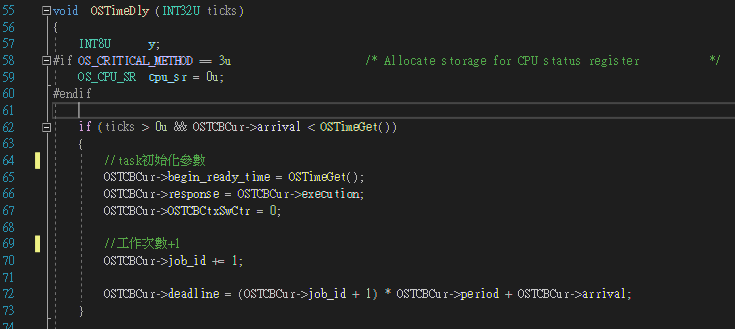 55 void OSTimeDly (INT32U ticks)
56 {
57 INT8U y;
58 #if OS_CRITICAL_METHOD == 3u /* Allocate storage for CPU status register */
59 OS_CPU_SR cpu_sr = 0u;
60 #endif
61
62 if (ticks > 0u && OSTCBCur->arrival < OSTimeGet())
63 {
64 //task初始化參數
65 OSTCBCur->begin_ready_time = OSTimeGet();
66 OSTCBCur->response = OSTCBCur->execution;
67 OSTCBCur->OSTCBCtxSwCtr = 0;
68
69 //工作次數+1
70 OSTCBCur->job_id += 1;
71
72 OSTCBCur->deadline = (OSTCBCur->job_id + 1) * OSTCBCur->period + OSTCBCur->arrival;
73 }
74